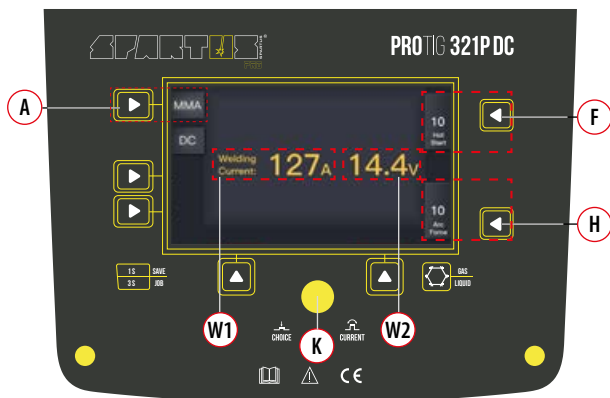 SPARTUS
PRO
PROTIG 321P DC
A
MMA
DC
10
Hot
Start
F
Welding
Current:
127A
14.4V
10
Arc
Force
H
1 S SAVE
3 S JOB
GAS
LIQUID
W1
CHOICE
K
CURRENT
W2
CE